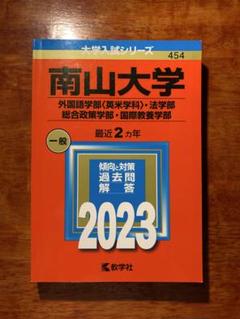 大学入試シリーズ
454
南山大学
外国語学部〈英米学科〉・法学部
総合政策学部・国際教養学部
一般
最近2カ年
傾向と対策
過去問
解答
2023
教学社